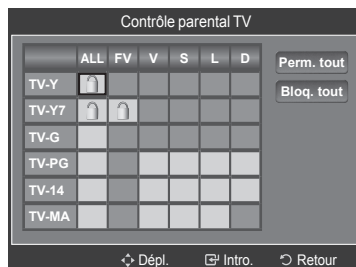 Contrôle parental TV
ALL FV V S L D
Perm. tout
Bloq. tout
TV-Y
TV-Y7
TV-G
TV-PG
TV-14
TV-MA
Dépl. Intro. Retour